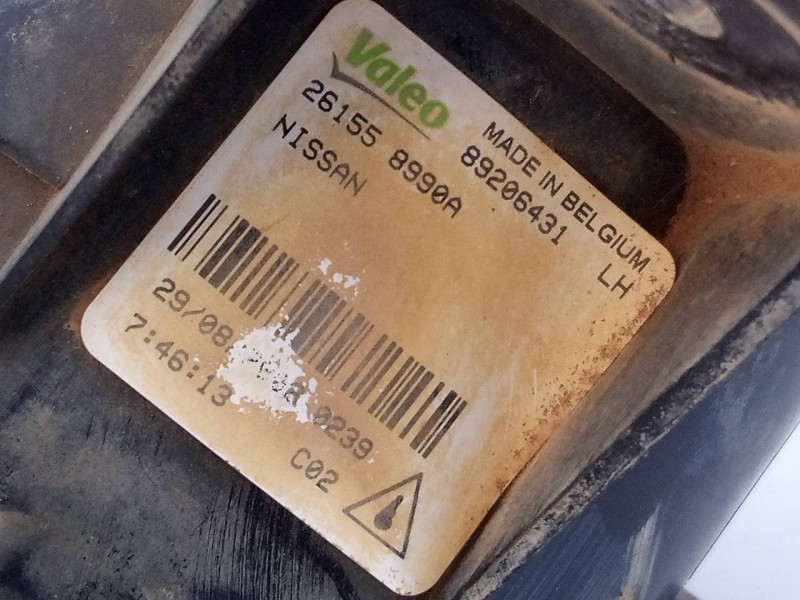 Valeo
MADE IN BELGIUM
26155 8990A 89206431 LH
NISSAN
29/08 0239
7:46:13
C02